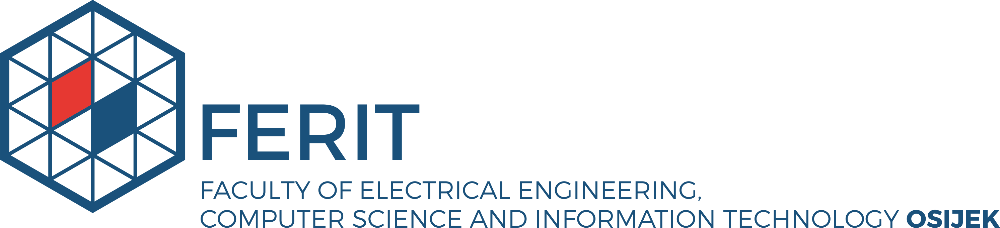 FERIT
FACULTY OF ELECTRICAL ENGINEERING,
COMPUTER SCIENCE AND INFORMATION TECHNOLOGY OSIJEK